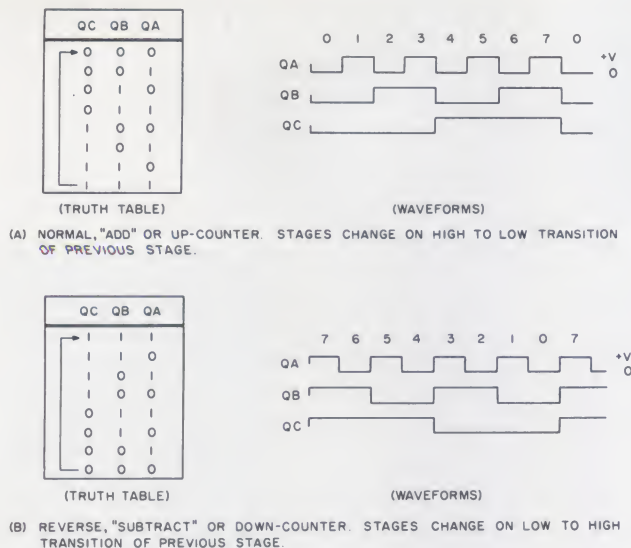 QC QB QA
0 0 0
0 0 1
0 1 0
0 1 1
1 0 0
1 0 1
1 1 0
1 1 1
(TRUTH TABLE)
0 1 2 3 4 5 6 7 0
QA +V
0
QB
QC
(WAVEFORMS)
(A) NORMAL, "ADD" OR UP-COUNTER. STAGES CHANGE ON HIGH TO LOW TRANSITION
OF PREVIOUS STAGE.
QC QB QA
1 1 1
1 1 0
1 0 1
1 0 0
0 1 1
0 1 0
0 0 1
0 0 0
(TRUTH TABLE)
7 6 5 4 3 2 1 0 7
QA +V
0
QB
QC
(WAVEFORMS)
(B) REVERSE, "SUBTRACT" OR DOWN-COUNTER. STAGES CHANGE ON LOW TO HIGH
TRANSITION OF PREVIOUS STAGE.